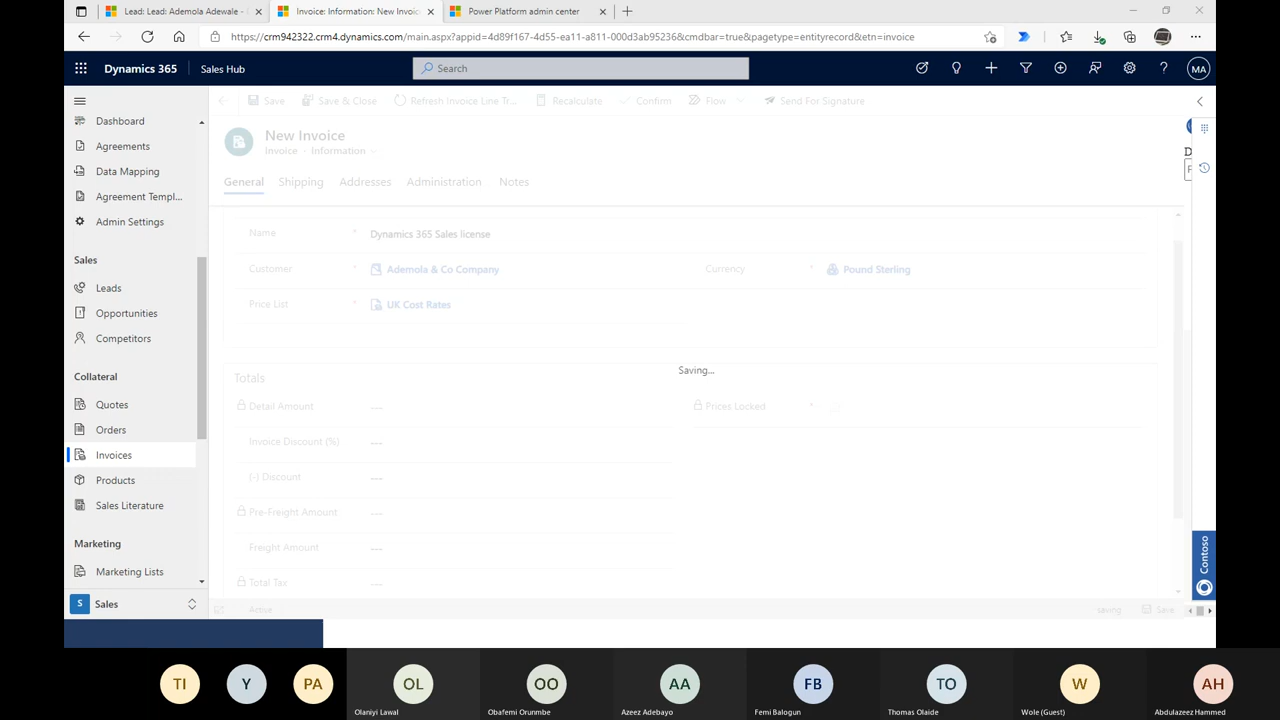 Lead: Lead: Ademola Adewale -
Invoice: Information: New Invoic
Power Platform admin center
https://crm942322.crm4.dynamics.com/main.aspx?appid=4d89f167-4d55-ea11-a811-000d3ab95236&cmdbar=true&pagetype=entityrecord&etn=invoice
Dynamics 365
Sales Hub
Search
MA
Save
Save & Close
Refresh Invoice Line Tr...
Recalculate
Confirm
Flow
Send For Signature
New Invoice
Invoice · Information
General
Shipping
Addresses
Administration
Notes
Dashboard
Agreements
Data Mapping
Agreement Templ...
Admin Settings
Sales
Leads
Opportunities
Competitors
Collateral
Quotes
Orders
Invoices
Products
Sales Literature
Marketing
Marketing Lists
S Sales
Name * Dynamics 365 Sales license
Customer * Ademola & Co Company
Currency * Pound Sterling
Price List * UK Cost Rates
Saving...
Totals
Detail Amount ---
Prices Locked *
Invoice Discount (%) ---
(-) Discount ---
Pre-Freight Amount ---
Freight Amount ---
Total Tax ---
Active
saving
Save
D
Contoso
TI
Y
PA
OL
OO
AA
FB
TO
W
AH
Olaniyi Lawal
Obafemi Orunmbe
Azeez Adebayo
Femi Balogun
Thomas Olaide
Wole (Guest)
Abdulazeez Hammed